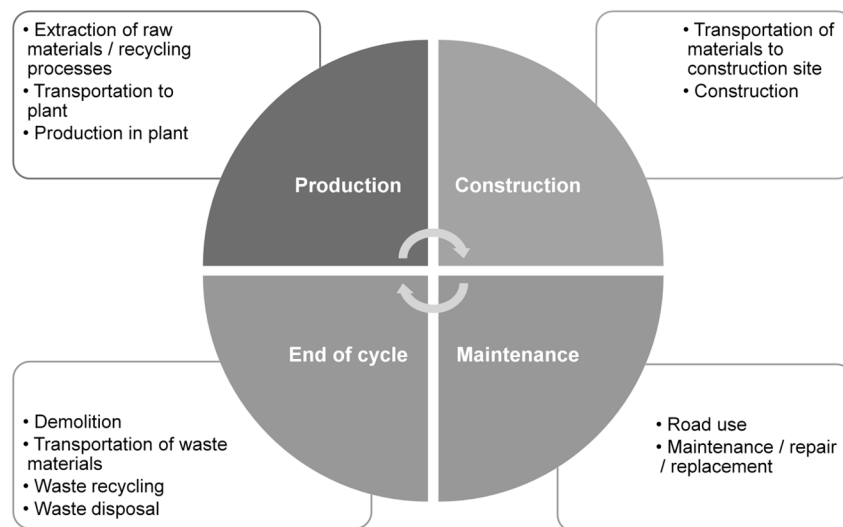 • Extraction of raw
materials / recycling
processes
• Transportation to
plant
• Production in plant
• Transportation of
materials to
construction site
• Construction
Production
Construction
End of cycle
Maintenance
• Demolition
• Transportation of waste
materials
• Waste recycling
• Waste disposal
• Road use
• Maintenance / repair
/ replacement